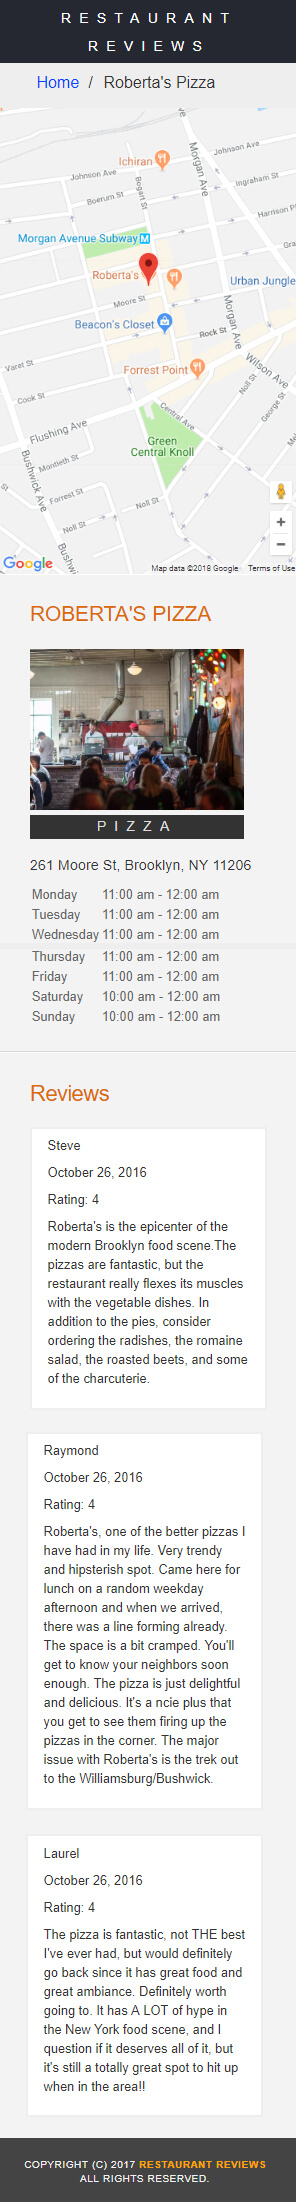 RESTAURANT
REVIEWS
Home / Roberta's Pizza
May Ave
Ichiran
Johnson Ave
Morgan Ave
Johnson Ave
Bogart St
Ingraham St
Boerum St
Harrison Pl
Morgan Avenue Subway
Gra
Roberta's
Urban Jungle
Moore St
Morgan Ave
Beacon's Closet
Rock St
Varet St
Forrest Point
Wilson Ave
Noll St
Cook St
George St
Central Ave
Flushing Ave
Green
Central Knoll
Me
Montieth St
Bushwick Ave
St
Forrest St
Noll St
Noll St
Bushwi
+
−
Google
Map data ©2018 Google Terms of Use
ROBERTA'S PIZZA
PIZZA
261 Moore St, Brooklyn, NY 11206
Monday 11:00 am - 12:00 am
Tuesday 11:00 am - 12:00 am
Wednesday 11:00 am - 12:00 am
Thursday 11:00 am - 12:00 am
Friday 11:00 am - 12:00 am
Saturday 10:00 am - 12:00 am
Sunday 10:00 am - 12:00 am
Reviews
Steve
October 26, 2016
Rating: 4
Roberta's is the epicenter of the
modern Brooklyn food scene.The
pizzas are fantastic, but the
restaurant really flexes its muscles
with the vegetable dishes. In
addition to the pies, consider
ordering the radishes, the romaine
salad, the roasted beets, and some
of the charcuterie.
Raymond
October 26, 2016
Rating: 4
Roberta's, one of the better pizzas I
have had in my life. Very trendy
and hipsterish spot. Came here for
lunch on a random weekday
afternoon and when we arrived,
there was a line forming already.
The space is a bit cramped. You'll
get to know your neighbors soon
enough. The pizza is just delightful
and delicious. It's a ncie plus that
you get to see them firing up the
pizzas in the corner. The major
issue with Roberta's is the trek out
to the Williamsburg/Bushwick.
Laurel
October 26, 2016
Rating: 4
The pizza is fantastic, not THE best
I've ever had, but would definitely
go back since it has great food and
great ambiance. Definitely worth
going to. It has A LOT of hype in
the New York food scene, and I
question if it deserves all of it, but
it's still a totally great spot to hit up
when in the area!!
COPYRIGHT (C) 2017 RESTAURANT REVIEWS
ALL RIGHTS RESERVED.